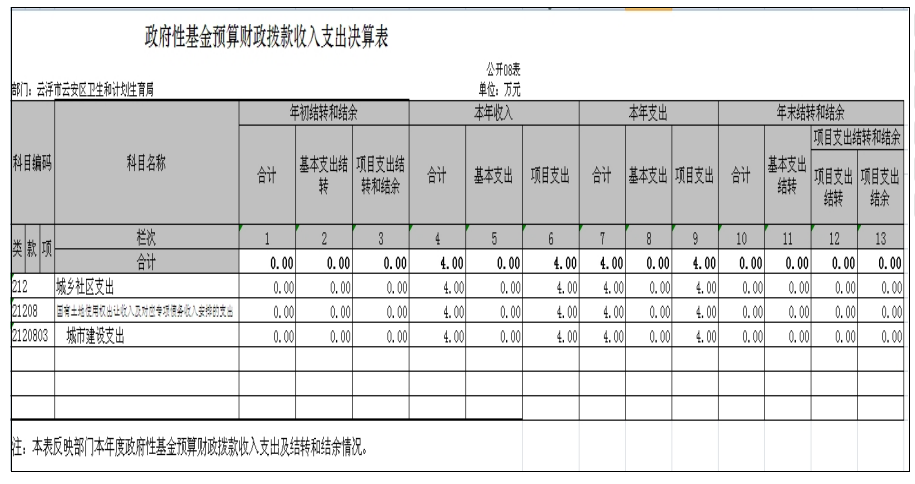 政府性基金预算财政拨款收入支出决算表
公开08表
部门：云浮市云安区卫生和计划生育局 单位：万元
科目编码 科目名称 年初结转和结余 本年收入 本年支出 年末结转和结余
合计 基本支出结转 项目支出结转和结余 合计 基本支出 项目支出 合计 基本支出 项目支出 合计 基本支出结转 项目支出结转和结余
项目支出结转 项目支出结余
类 款 项 栏次 1 2 3 4 5 6 7 8 9 10 11 12 13
合计 0.00 0.00 0.00 4.00 0.00 4.00 4.00 0.00 4.00 0.00 0.00 0.00 0.00
212 城乡社区支出 0.00 0.00 0.00 4.00 0.00 4.00 4.00 0.00 4.00 0.00 0.00 0.00 0.00
21208 国有土地使用权出让收入及对应专项债务收入安排的支出 0.00 0.00 0.00 4.00 0.00 4.00 4.00 0.00 4.00 0.00 0.00 0.00 0.00
2120803 城市建设支出 0.00 0.00 0.00 4.00 0.00 4.00 4.00 0.00 4.00 0.00 0.00 0.00 0.00
注：本表反映部门本年度政府性基金预算财政拨款收入支出及结转和结余情况。